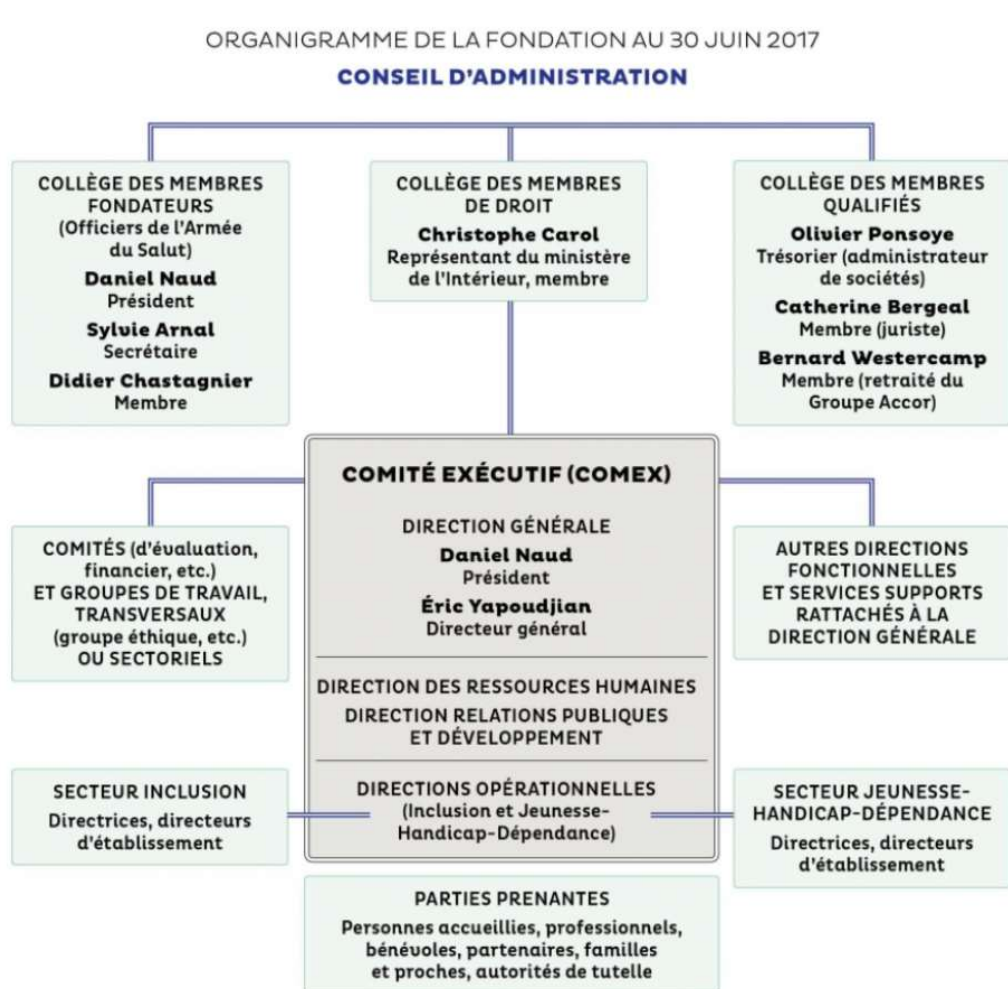 ORGANIGRAMME DE LA FONDATION AU 30 JUIN 2017
CONSEIL D'ADMINISTRATION
COLLÈGE DES MEMBRES
FONDATEURS
(Officiers de l'Armée
du Salut)
Daniel Naud
Président
Sylvie Arnal
Secrétaire
Didier Chastagnier
Membre
COLLÈGE DES MEMBRES
DE DROIT
Christophe Carol
Représentant du ministère
de l'Intérieur, membre
COLLÈGE DES MEMBRES
QUALIFIÉS
Olivier Ponsoye
Trésorier (administrateur
de sociétés)
Catherine Bergeal
Membre (juriste)
Bernard Westercamp
Membre (retraité du
Groupe Accor)
COMITÉS (d'évaluation,
financier, etc.)
ET GROUPES DE TRAVAIL,
TRANSVERSAUX
(groupe éthique, etc.)
OU SECTORIELS
COMITÉ EXÉCUTIF (COMEX)
DIRECTION GÉNÉRALE
Daniel Naud
Président
Éric Yapoudjian
Directeur général
DIRECTION DES RESSOURCES HUMAINES
DIRECTION RELATIONS PUBLIQUES
ET DÉVELOPPEMENT
DIRECTIONS OPÉRATIONNELLES
(Inclusion et Jeunesse-
Handicap-Dépendance)
AUTRES DIRECTIONS
FONCTIONNELLES
ET SERVICES SUPPORTS
RATTACHÉS À LA
DIRECTION GÉNÉRALE
SECTEUR INCLUSION
Directrices, directeurs
d'établissement
SECTEUR JEUNESSE-
HANDICAP-DÉPENDANCE
Directrices, directeurs
d'établissement
PARTIES PRENANTES
Personnes accueillies, professionnels,
bénévoles, partenaires, familles
et proches, autorités de tutelle